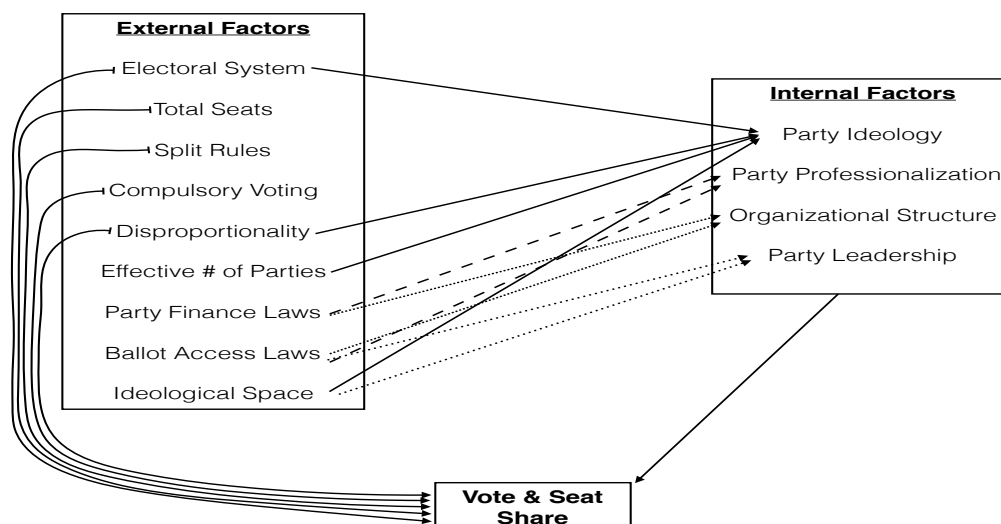 External Factors
Electoral System
Total Seats
Split Rules
Compulsory Voting
Disproportionality
Effective # of Parties
Party Finance Laws
Ballot Access Laws
Ideological Space
Internal Factors
Party Ideology
Party Professionalization
Organizational Structure
Party Leadership
Vote & Seat
Share